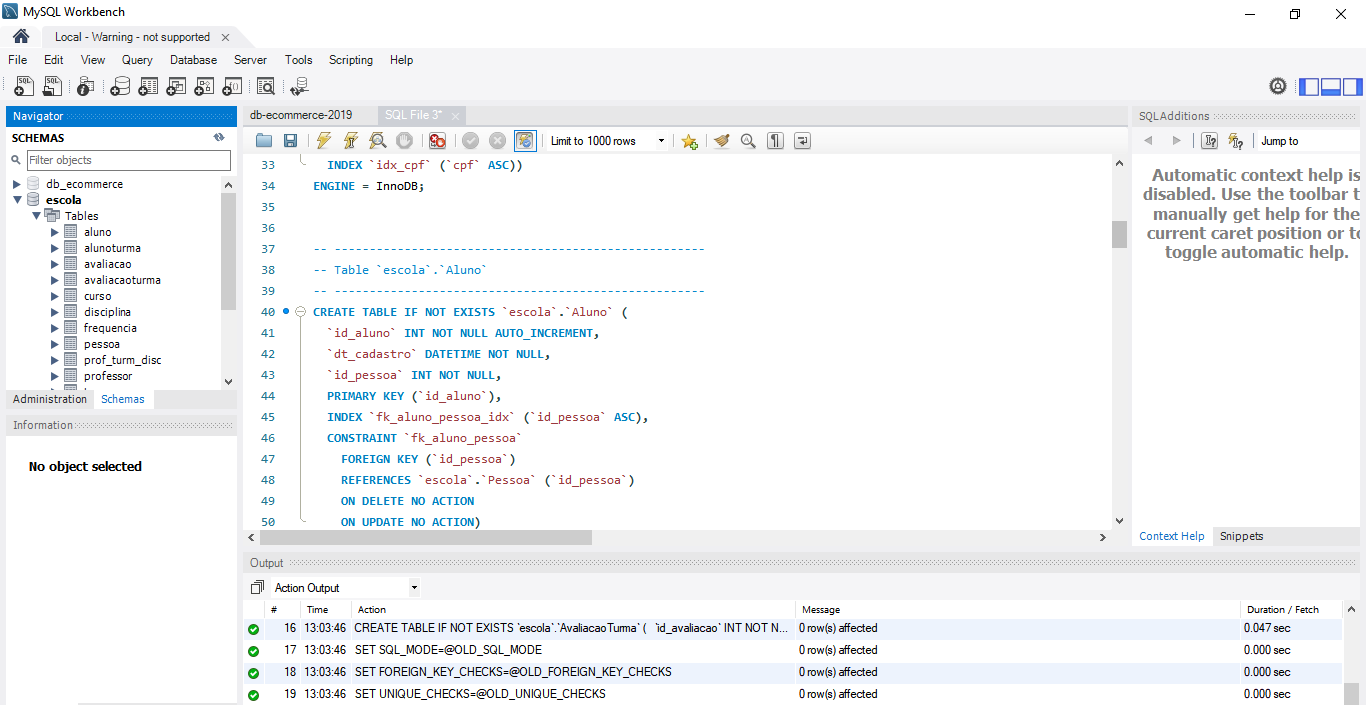 MySQL Workbench
Local - Warning - not supported
File Edit View Query Database Server Tools Scripting Help
Navigator
SCHEMAS
Filter objects
db_ecommerce
escola
Tables
aluno
alunoturma
avaliacao
avaliacaoturma
curso
disciplina
frequencia
pessoa
prof_turm_disc
professor
Administration Schemas
Information
No object selected
db-ecommerce-2019 SQL File 3*
Limit to 1000 rows
33 INDEX `idx_cpf` (`cpf` ASC))
34 ENGINE = InnoDB;
35
36
37 -- -----------------------------------------------------
38 -- Table `escola`.`Aluno`
39 -- -----------------------------------------------------
40 CREATE TABLE IF NOT EXISTS `escola`.`Aluno` (
41 `id_aluno` INT NOT NULL AUTO_INCREMENT,
42 `dt_cadastro` DATETIME NOT NULL,
43 `id_pessoa` INT NOT NULL,
44 PRIMARY KEY (`id_aluno`),
45 INDEX `fk_aluno_pessoa_idx` (`id_pessoa` ASC),
46 CONSTRAINT `fk_aluno_pessoa`
47 FOREIGN KEY (`id_pessoa`)
48 REFERENCES `escola`.`Pessoa` (`id_pessoa`)
49 ON DELETE NO ACTION
50 ON UPDATE NO ACTION)
SQLAdditions
Jump to
Automatic context help is
disabled. Use the toolbar t
manually get help for the
current caret position or to
toggle automatic help.
Context Help Snippets
Output
Action Output
# Time Action Message Duration / Fetch
16 13:03:46 CREATE TABLE IF NOT EXISTS `escola`.`AvaliacaoTurma` ( `id_avaliacao` INT NOT N... 0 row(s) affected 0.047 sec
17 13:03:46 SET SQL_MODE=@OLD_SQL_MODE 0 row(s) affected 0.000 sec
18 13:03:46 SET FOREIGN_KEY_CHECKS=@OLD_FOREIGN_KEY_CHECKS 0 row(s) affected 0.000 sec
19 13:03:46 SET UNIQUE_CHECKS=@OLD_UNIQUE_CHECKS 0 row(s) affected 0.000 sec